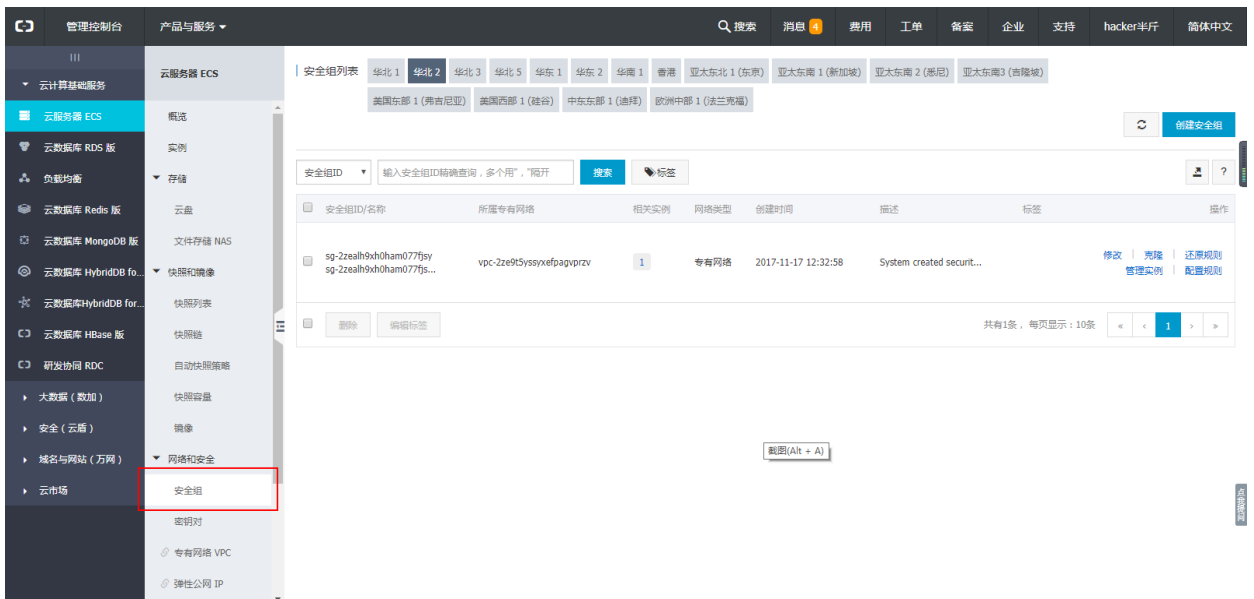 管理控制台 产品与服务 搜索 消息 4 费用 工单 备案 企业 支持 hacker半斤 简体中文
云计算基础服务
云服务器 ECS
云数据库 RDS 版
负载均衡
云数据库 Redis 版
云数据库 MongoDB 版
云数据库 HybridDB fo...
云数据库HybridDB for...
云数据库 HBase 版
研发协同 RDC
大数据（数加）
安全（云盾）
域名与网站（万网）
云市场
云服务器 ECS
概览
实例
存储
云盘
文件存储 NAS
快照和镜像
快照列表
快照链
自动快照策略
快照容量
镜像
网络和安全
安全组
密钥对
专有网络 VPC
弹性公网 IP
安全组列表 华北 1 华北 2 华北 3 华北 5 华东 1 华东 2 华南 1 香港 亚太东北 1 (东京) 亚太东南 1 (新加坡) 亚太东南 2 (悉尼) 亚太东南3 (吉隆坡)
美国东部 1 (弗吉尼亚) 美国西部 1 (硅谷) 中东东部 1 (迪拜) 欧洲中部 1 (法兰克福)
创建安全组
安全组ID 输入安全组ID精确查询，多个用","隔开 搜索 标签 ?
安全组ID/名称 所属专有网络 相关实例 网络类型 创建时间 描述 标签 操作
sg-2zealh9xh0ham077fjsy
sg-2zealh9xh0ham077fjs...
vpc-2ze9t5yssyxefpagvprzv 1 专有网络 2017-11-17 12:32:58 System created securit...
修改 克隆 还原规则
管理实例 配置规则
删除 编辑标签 共有1条，每页显示：10条 « ‹ 1 › »
截图(Alt + A)
点我提问